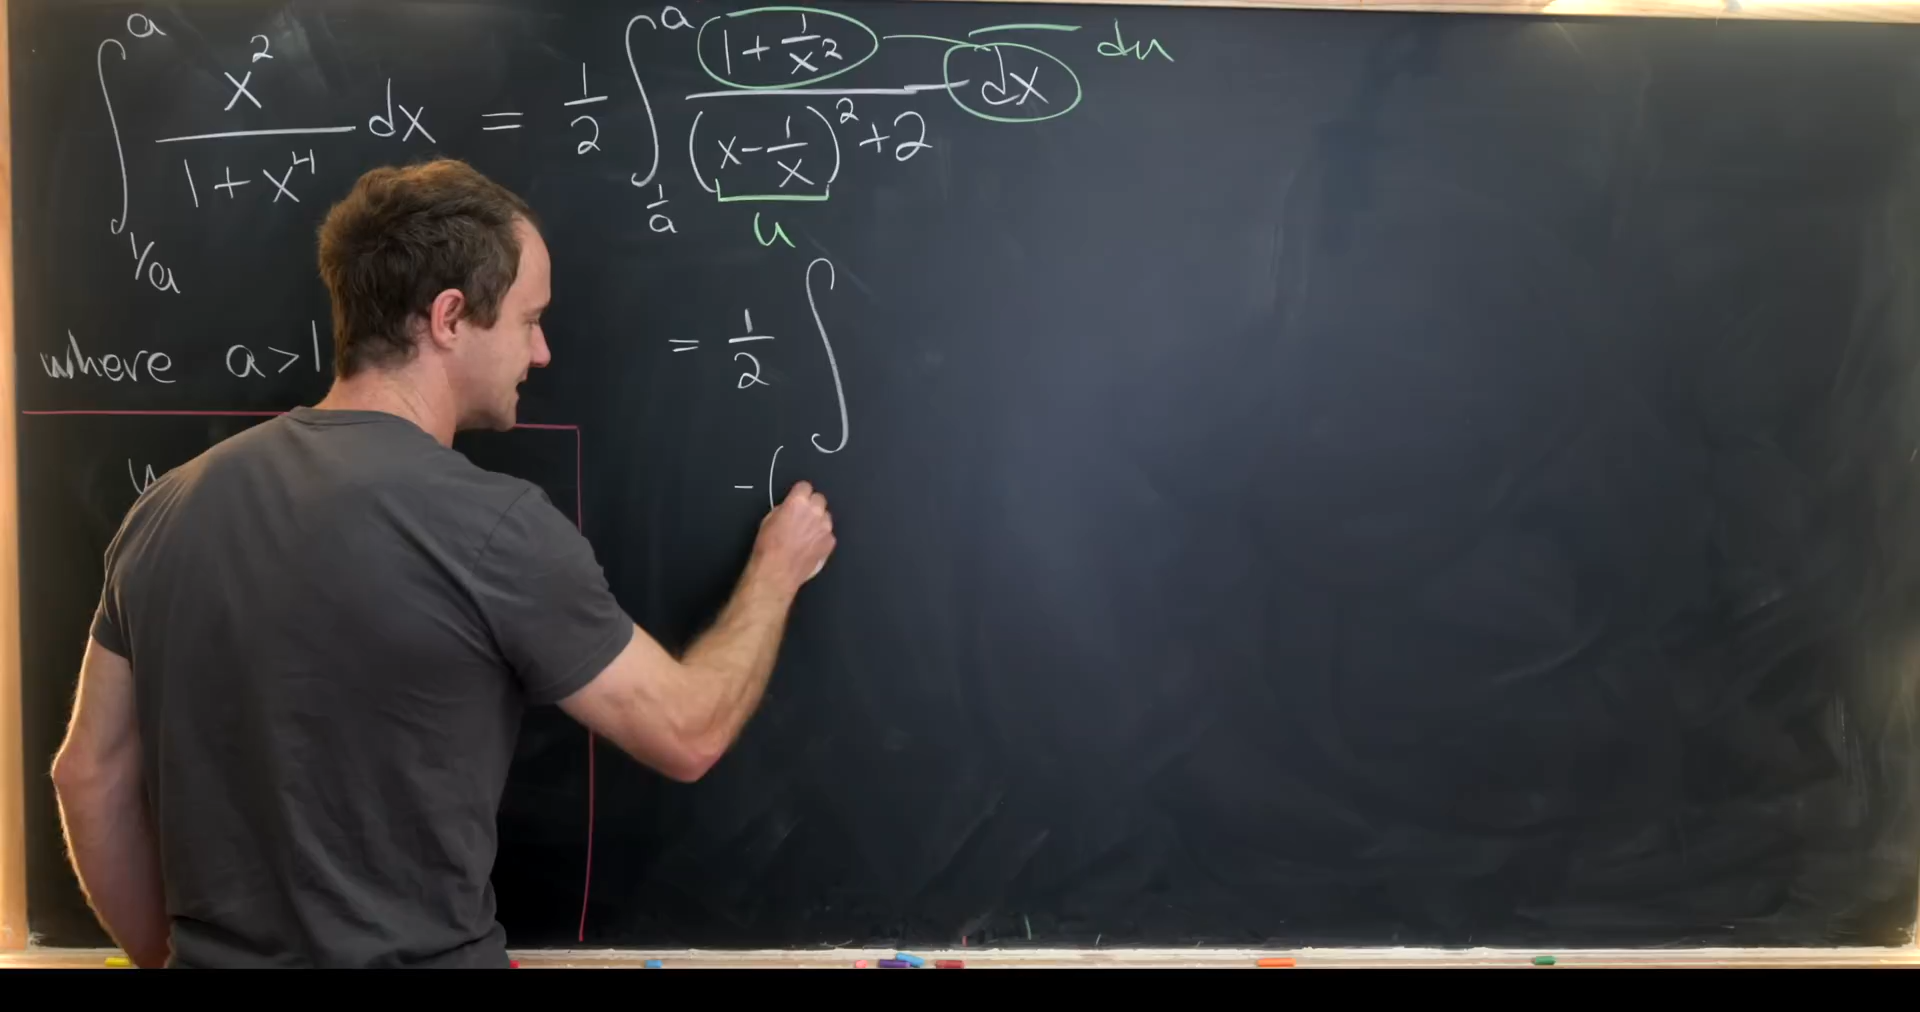 ∫_{1/a}^{a} x²/(1+x⁴) dx = 1/2 ∫_{1/a}^{a} (1+1/x²)/((x-1/x)²+2) dx du
u
= 1/2 ∫
where a>1
-(
u